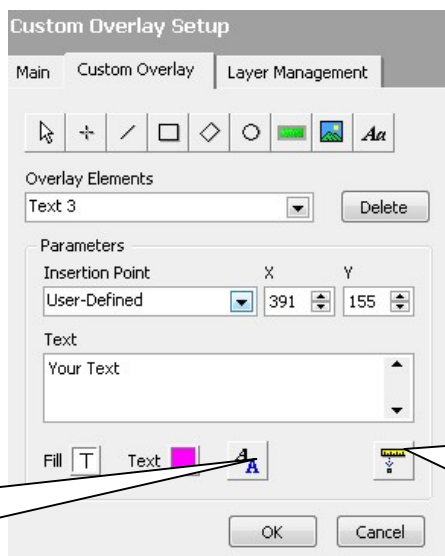 Custom Overlay Setup
Main Custom Overlay Layer Management
Aa
Overlay Elements
Text 3 Delete
Parameters
Insertion Point X Y
User-Defined 391 155
Text
Your Text
Fill T Text A A
OK Cancel